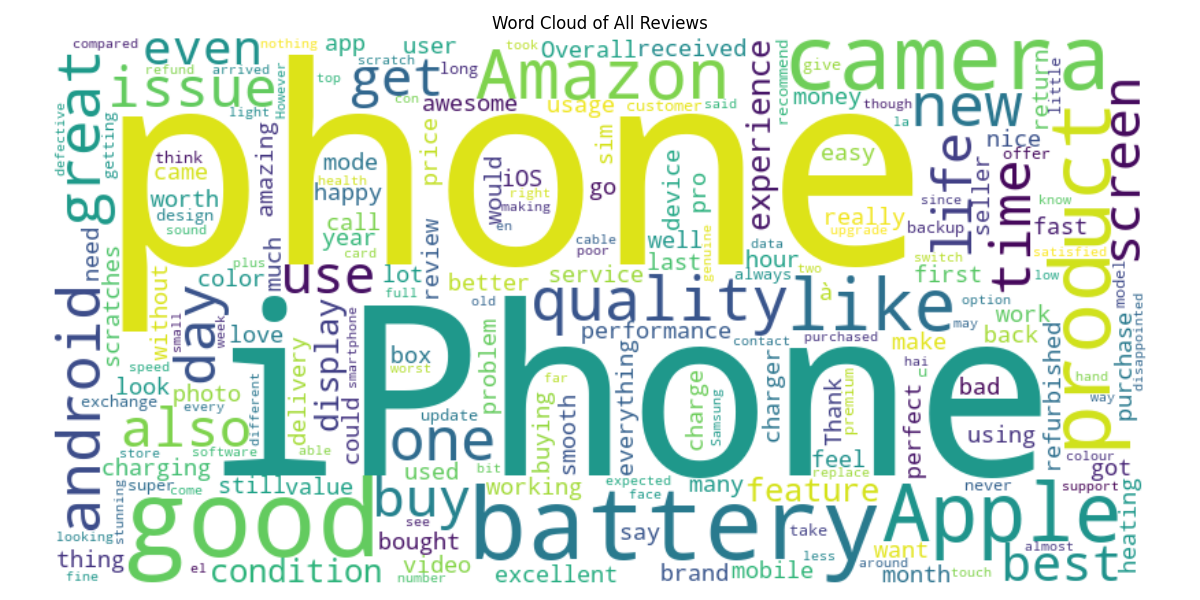 Word Cloud of All Reviews
compared
even
nothing
app
user
took
Overall
received
experience
recommend
camera
give
return
little
great
issue
refund
arrived
However
scratch
top
get
long
Amazon
money
though
new
defective
getting
light
con
awesome
usage
customer
said
la
nice
product
screen
phone
think
came
amazing
mode
health
happy
price
would
iOS
right
making
en
sim
go
device
pro
easy
life
seller
offer
time
worth
design
sound
call
year
card
review
cable
poor
well
last
genuine
really
upgrade
since
backup
fast
know
need
scratches
without
color
plus
much
use
lot
full
better
service
hour
data
always
two
switch
first
satisfied
low
model
android
day
small
week
love
display
smartphone
old
quality
like
à
option
may
work
back
purchase
disappointed
iPhone
speed
look
photo
exchange
every
different
delivery
could
box
worst
update
problem
performance
everything
contact
purchased
make
hai
u
refurbished
hand
way
also
store
software
able
one
buying
far
smooth
charge
Samsung
charger
Thank
premium
perfect
bad
using
colour
got
charging
super
come
still
value
used
bit
working
expected
face
many
feel
replace
feature
never
support
heating
looking
stunning
good
buy
see
bought
battery
say
take
less
Apple
want
around
almost
thing
fine
el
condition
video
number
excellent
brand
mobile
month
touch
best